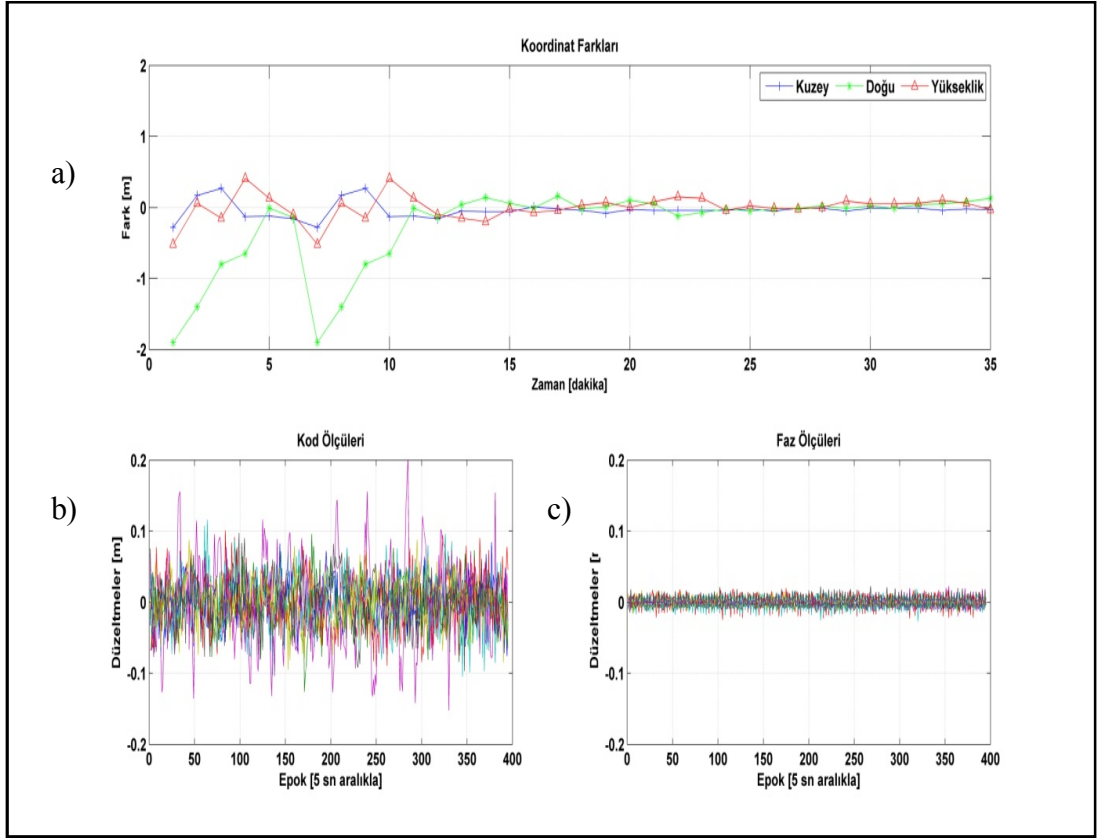 Koordinat Farkları
a)
Fark [m]
2
1
0
-1
-2
Kuzey Doğu Yükseklik
0 5 10 15 20 25 30 35
Zaman [dakika]
b)
Kod Ölçüleri
Düzeltmeler [m]
0.2
0.1
0
-0.1
-0.2
0 50 100 150 200 250 300 350 400
Epok [5 sn aralıkla]
c)
Faz Ölçüleri
Düzeltmeler [r
0.2
0.1
0
-0.1
-0.2
0 50 100 150 200 250 300 350 400
Epok [5 sn aralıkla]